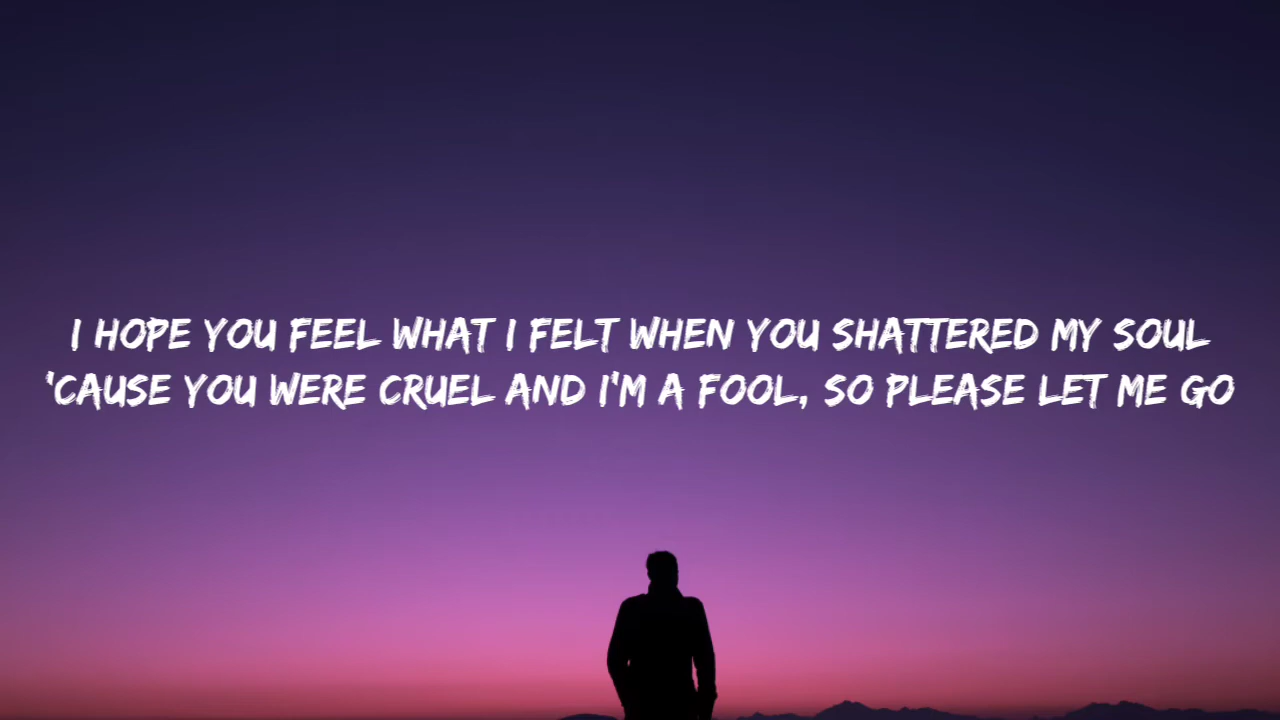 I HOPE YOU FEEL WHAT I FELT WHEN YOU SHATTERED MY SOUL
'CAUSE YOU WERE CRUEL AND I'M A FOOL, SO PLEASE LET ME GO